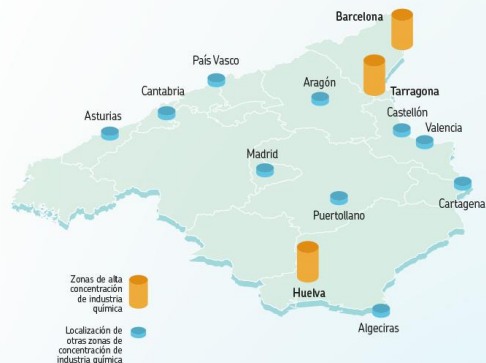 Barcelona
País Vasco
Cantabria
Aragón
Tarragona
Asturias
Castellón
Valencia
Madrid
Cartagena
Puertollano
Huelva
Algeciras
Zonas de alta
concentración
de industria
química
Localización de
otras zonas de
concentración de
industria química